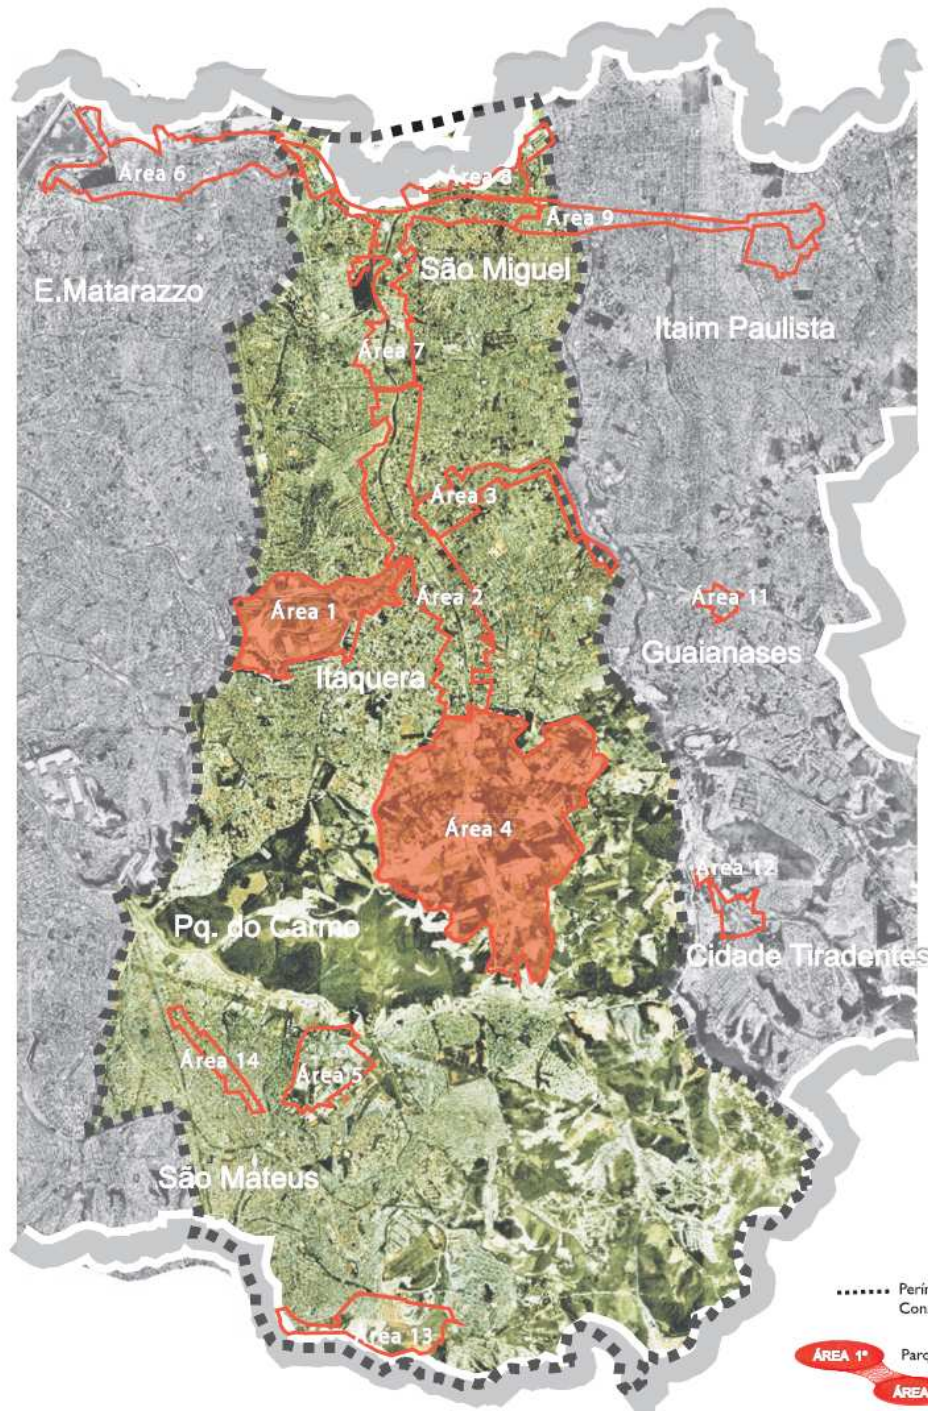 Área 6
Área 8
Área 9
São Miguel
E.Matarazzo
Itaim Paulista
Área 7
Área 3
Área 11
Área 2
Área 1
Guaianases
Itaquera
Área 4
Área 12
Pq. do Carmo
Cidade Tiradentes
Área 14
Área 5
São Mateus
Área 13
ÁREA 1*
ÁREA